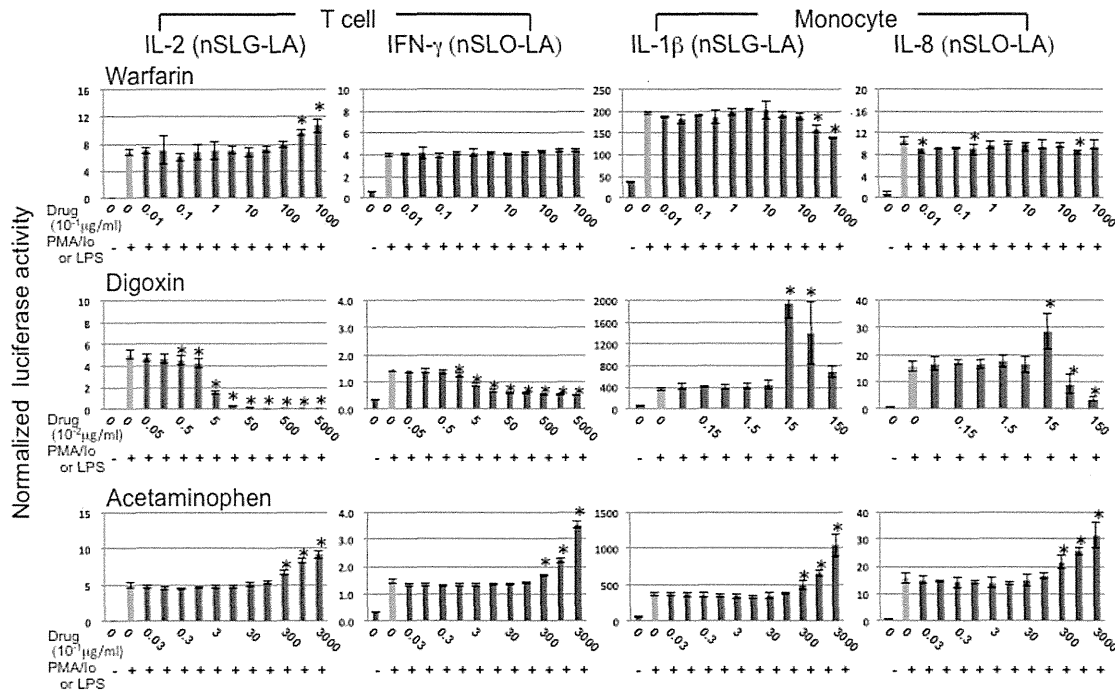 T cell Monocyte
IL-2 (nSLG-LA) IFN-γ (nSLO-LA) IL-1β (nSLG-LA) IL-8 (nSLO-LA)
Normalized luciferase activity
Warfarin
16 14 12 10 8 6 4 2 0
10 8 6 4 2 0
250 200 150 100 50 0
20 15 10 5 0
* *
* *
* * *
Drug (10⁻¹μg/ml)
0 0 0.01 0.1 1 10 100 1000
0 0 0.01 0.1 1 10 100 1000
0 0 0.01 0.1 1 10 100 1000
0 0 0.01 0.1 1 10 100 1000
PMA/Io or LPS
- + + + + + + + + + + + +
- + + + + + + + + + + + +
- + + + + + + + + + + + +
- + + + + + + + + + + + +
Digoxin
10 8 6 4 2 0
4.0 3.0 2.0 1.0 0.0
2000 1600 1200 800 400 0
40 30 20 10 0
* * * * * * * * *
* * * * * * * *
* *
* * *
Drug (10⁻²μg/ml)
0 0 0.05 0.5 5 50 500 5000
0 0 0.05 0.5 5 50 500 5000
0 0 0.15 1.5 15 150
0 0 0.15 1.5 15 150
PMA/Io or LPS
- + + + + + + + + + + + +
- + + + + + + + + + + + +
- + + + + + + + + +
- + + + + + + + + +
Acetaminophen
15 10 5 0
4.0 3.0 2.0 1.0 0.0
1500 1000 500 0
40 30 20 10 0
* * *
* * *
* * *
* * *
Drug (10⁻¹μg/ml)
0 0 0.03 0.3 3 30 300 3000
0 0 0.03 0.3 3 30 300 3000
0 0 0.03 0.3 3 30 300 3000
0 0 0.03 0.3 3 30 300 3000
PMA/Io or LPS
- + + + + + + + + + + + +
- + + + + + + + + + + + +
- + + + + + + + + + + + +
- + + + + + + + + + + + +